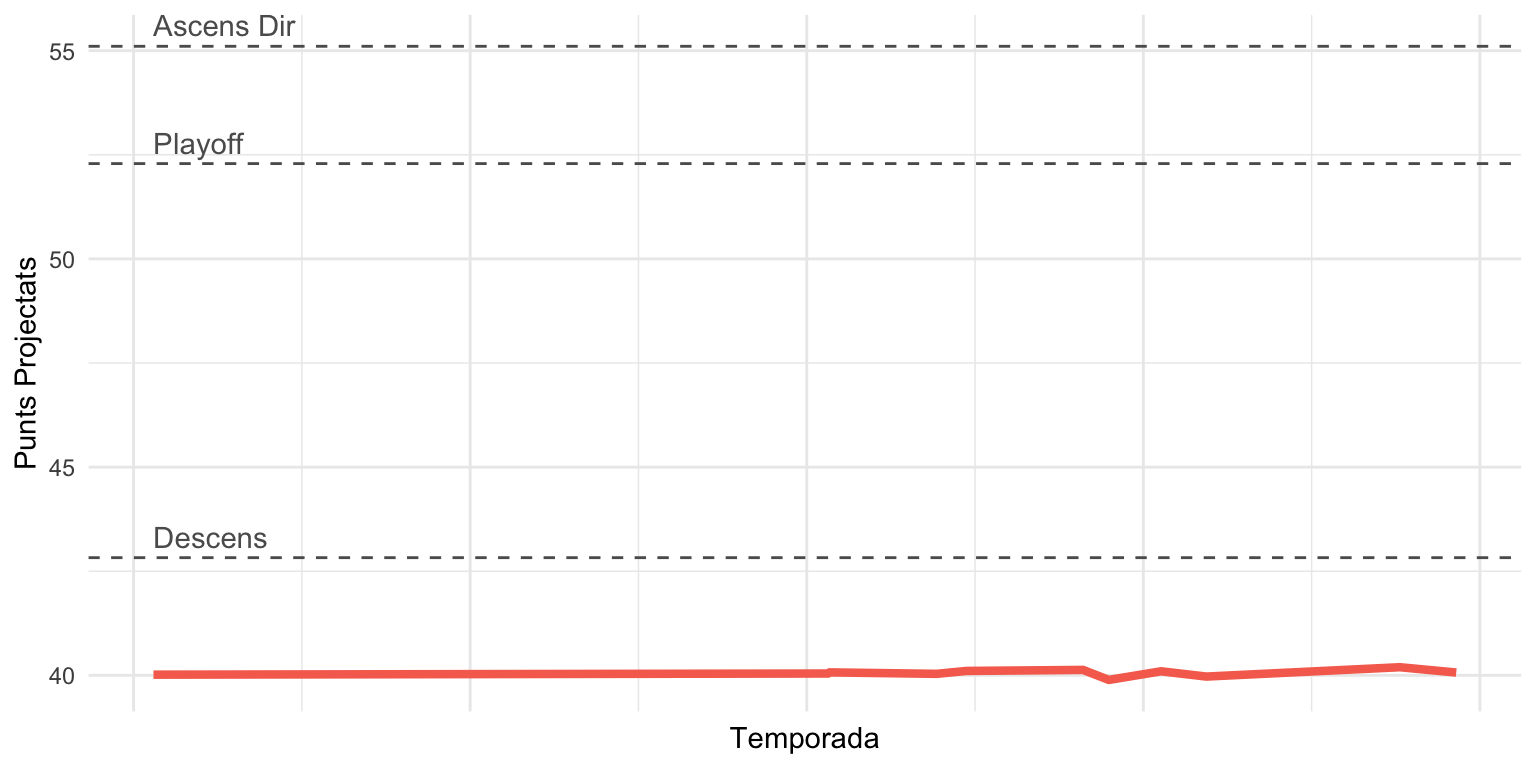 Ascens Dir
55
Playoff
50
Punts Projectats
45
Descens
40
Temporada